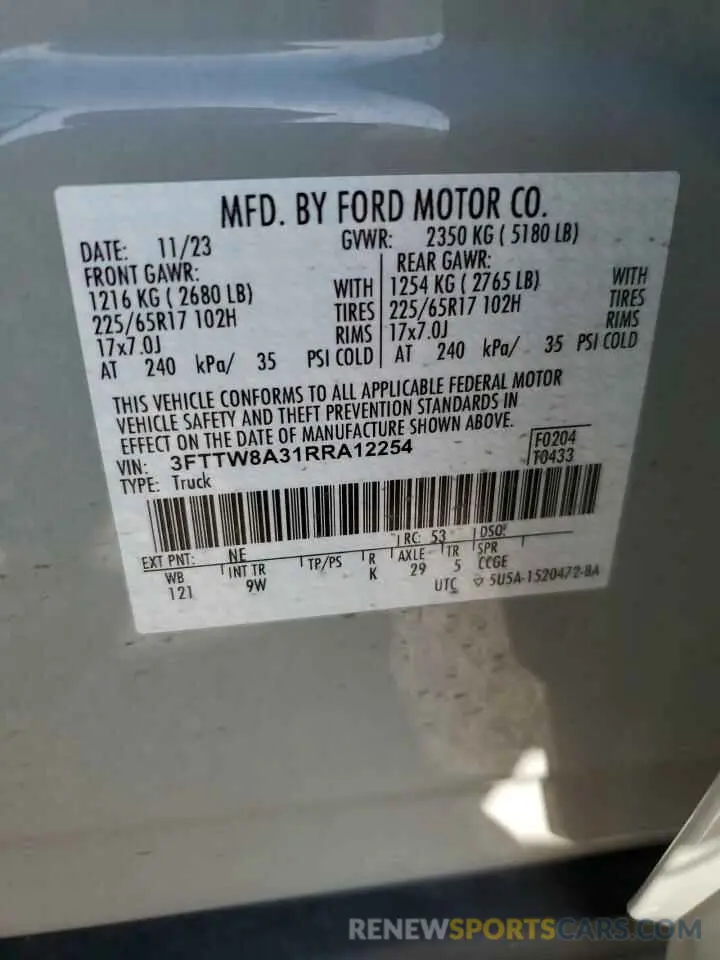 MFD. BY FORD MOTOR CO.
DATE: 11/23 GVWR: 2350 KG ( 5180 LB)
FRONT GAWR: REAR GAWR:
1216 KG ( 2680 LB) WITH 1254 KG ( 2765 LB) WITH
225/65R17 102H TIRES 225/65R17 102H TIRES
17x7.0J RIMS 17x7.0J RIMS
AT 240 kPa/ 35 PSI COLD AT 240 kPa/ 35 PSI COLD
THIS VEHICLE CONFORMS TO ALL APPLICABLE FEDERAL MOTOR
VEHICLE SAFETY AND THEFT PREVENTION STANDARDS IN
EFFECT ON THE DATE OF MANUFACTURE SHOWN ABOVE.
VIN: 3FTTW8A31RRA12254 F0204
TYPE: Truck T0433
EXT PNT: NE RC: 53 DSO:
WB INT TR TP/PS R AXLE TR SPR
121 9W K 29 5 CCGE
UTC 5U5A-1520472-BA
RENEWSPORTSCARS.COM